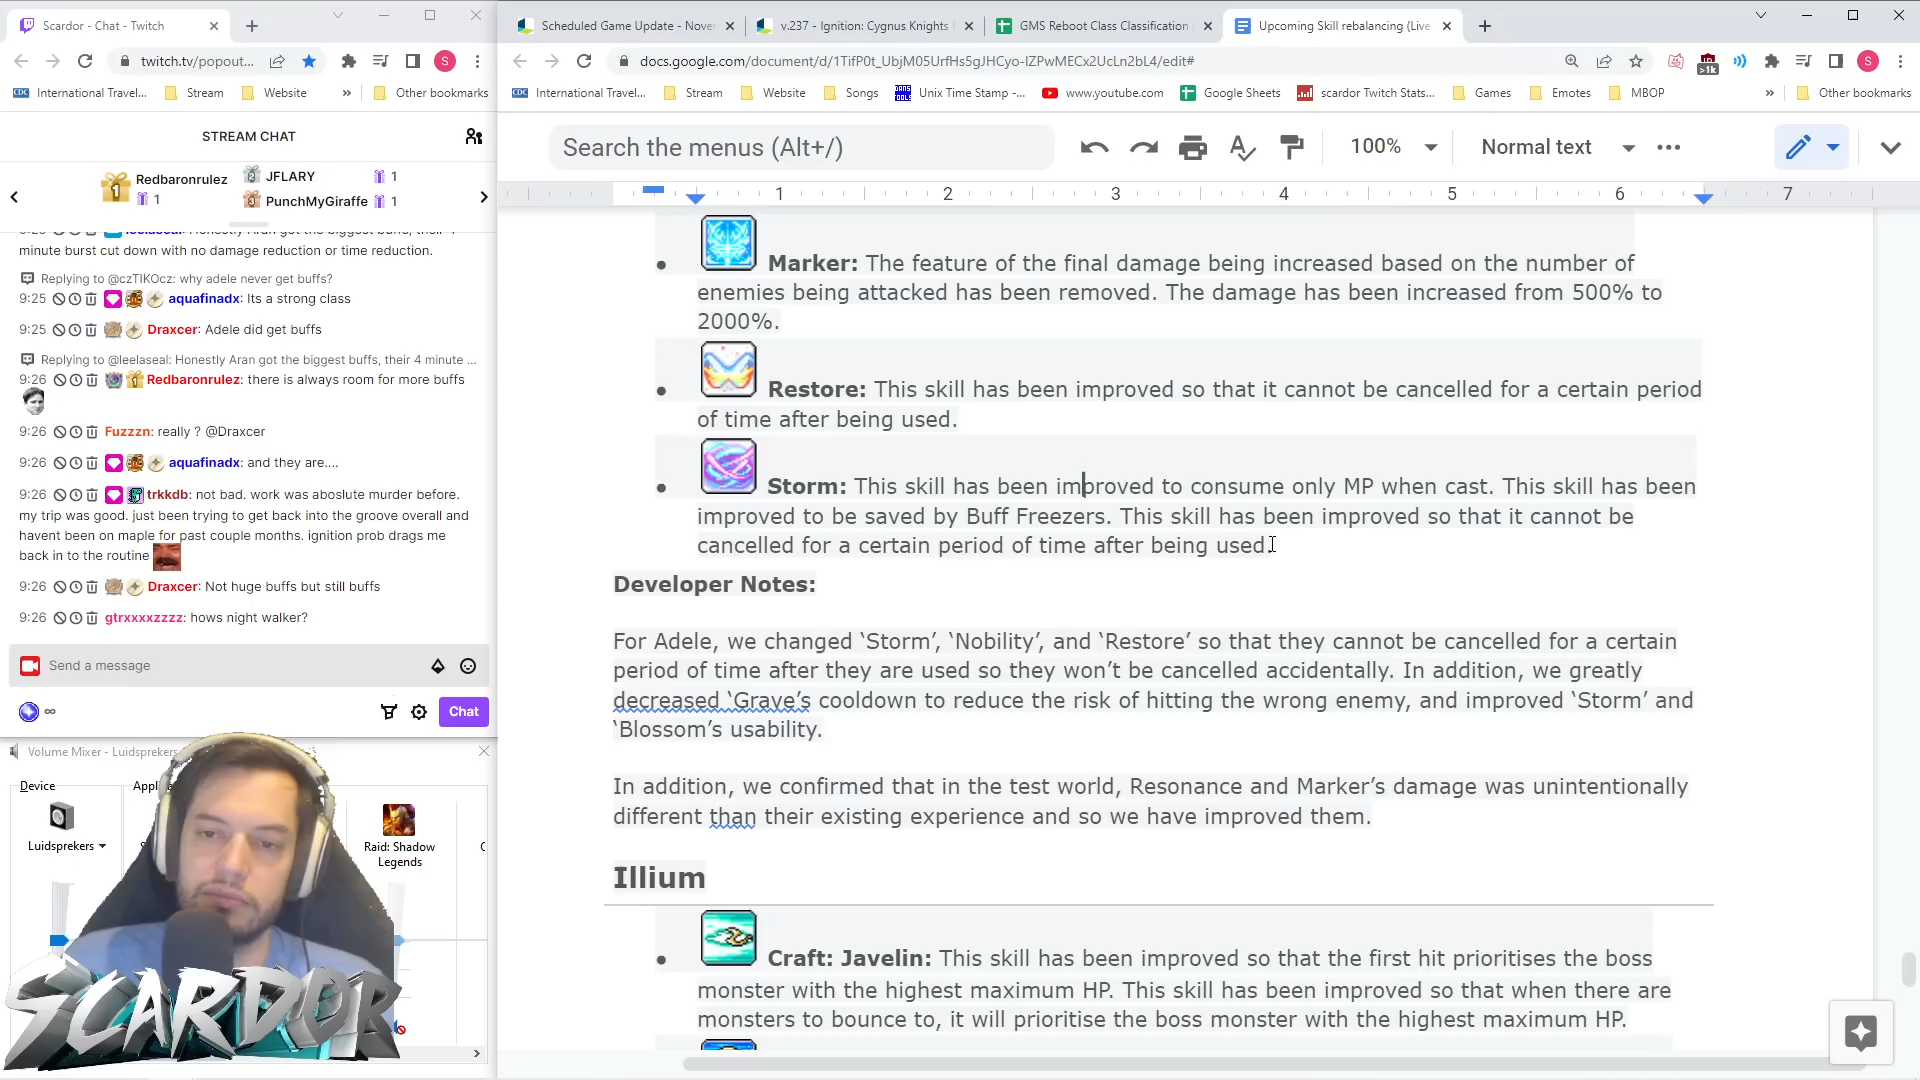 Scardor - Chat - Twitch
twitch.tv/popout...
International Travel... Stream Website » Other bookmarks
STREAM CHAT
Redbaronrulez 1
JFLARY 1
PunchMyGiraffe 1
minute burst cut down with no damage reduction or time reduction.
Replying to @czTIKOcz: why adele never get buffs?
9:25 aquafinadx: Its a strong class
9:25 Draxcer: Adele did get buffs
Replying to @leelaseal: Honestly Aran got the biggest buffs, their 4 minute ...
9:26 Redbaronrulez: there is always room for more buffs
9:26 Fuzzzn: really ? @Draxcer
9:26 aquafinadx: and they are....
9:26 trkkdb: not bad. work was aboslute murder before.
my trip was good. just been trying to get back into the groove overall and
havent been on maple for past couple months. ignition prob drags me
back in to the routine
9:26 Draxcer: Not huge buffs but still buffs
9:26 gtrxxxxzzzz: hows night walker?
Send a message
∞
Chat
Volume Mixer - Luidsprekers
Device
Luidsprekers
Raid: Shadow
Legends
SCARDOR
Scheduled Game Update - Nove
v.237 - Ignition: Cygnus Knights
GMS Reboot Class Classification
Upcoming Skill rebalancing (Live
docs.google.com/document/d/1TifP0t_UbjM05UrfHs5gJHCyo-IZPwMECx2UcLn2bL4/edit#
International Travel... Stream Website Songs Unix Time Stamp -... www.youtube.com Google Sheets scardor Twitch Stats... Games Emotes MBOP » Other bookmarks
Search the menus (Alt+/)
100%
Normal text
1 2 3 4 5 6 7
Marker: The feature of the final damage being increased based on the number of
enemies being attacked has been removed. The damage has been increased from 500% to
2000%.
Restore: This skill has been improved so that it cannot be cancelled for a certain period
of time after being used.
Storm: This skill has been improved to consume only MP when cast. This skill has been
improved to be saved by Buff Freezers. This skill has been improved so that it cannot be
cancelled for a certain period of time after being used.
Developer Notes:
For Adele, we changed ‘Storm’, ‘Nobility’, and ‘Restore’ so that they cannot be cancelled for a certain
period of time after they are used so they won’t be cancelled accidentally. In addition, we greatly
decreased ‘Grave’s cooldown to reduce the risk of hitting the wrong enemy, and improved ‘Storm’ and
‘Blossom’s usability.
In addition, we confirmed that in the test world, Resonance and Marker’s damage was unintentionally
different than their existing experience and so we have improved them.
Illium
Craft: Javelin: This skill has been improved so that the first hit prioritises the boss
monster with the highest maximum HP. This skill has been improved so that when there are
monsters to bounce to, it will prioritise the boss monster with the highest maximum HP.